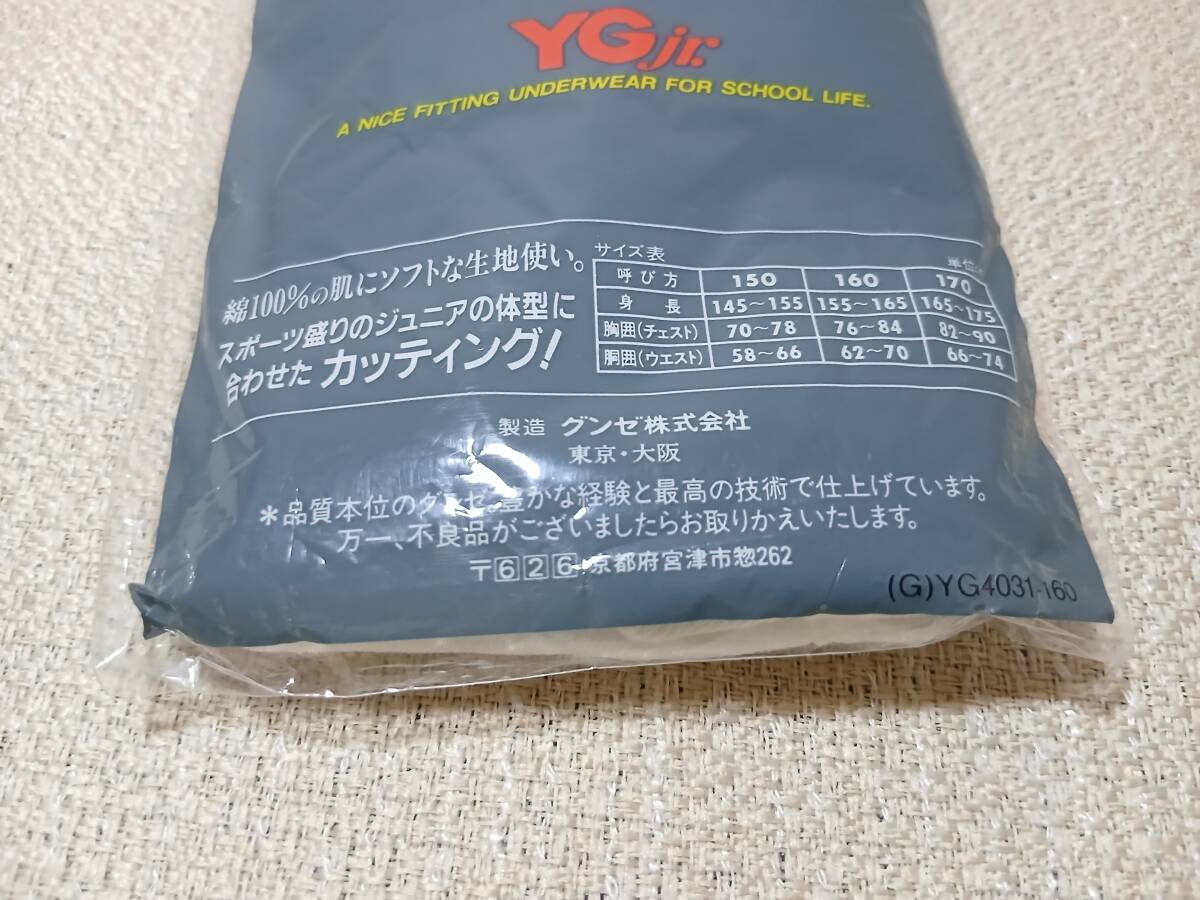 YGjr.
A NICE FITTING UNDERWEAR FOR SCHOOL LIFE.
綿100%の肌にソフトな生地使い。
スポーツ盛りのジュニアの体型に
合わせたカッティング!
サイズ表 単位
呼び方 150 160 170
身長 145〜155 155〜165 165〜175
胸囲(チェスト) 70〜78 76〜84 82〜90
胴囲(ウエスト) 58〜66 62〜70 66〜74
製造 グンゼ株式会社
東京・大阪
*品質本位のグンゼ。豊かな経験と最高の技術で仕上げています。
万一、不良品がございましたらお取りかえいたします。
〒626 京都府宮津市惣262
(G)YG4031-160